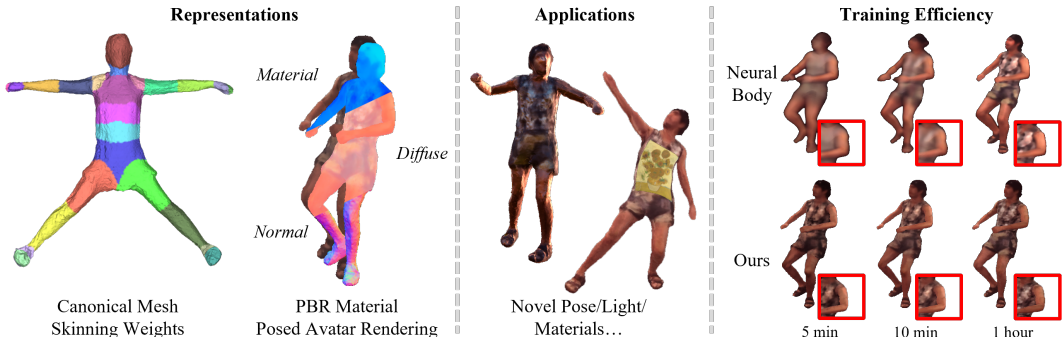 Representations
Material
Diffuse
Normal
Canonical Mesh
Skinning Weights
PBR Material
Posed Avatar Rendering
Applications
Novel Pose/Light/
Materials…
Training Efficiency
Neural
Body
Ours
5 min
10 min
1 hour